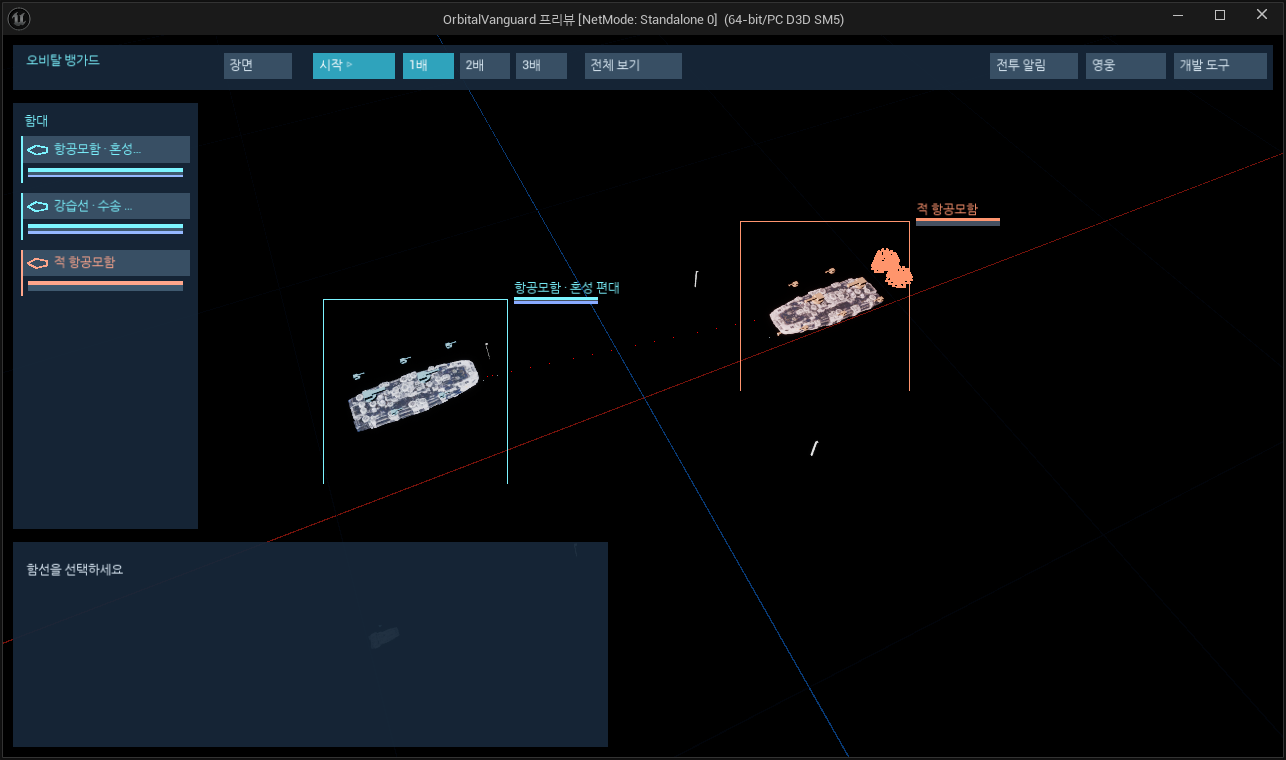 OrbitalVanguard 프리뷰 [NetMode: Standalone 0] (64-bit/PC D3D SM5)
오비탈 뱅가드 장면 시작 1배 2배 3배 전체 보기 전투 알림 영웅 개발 도구
함대
항공모함 · 혼성...
강습선 · 수송 ...
적 항공모함
적 항공모함
항공모함 · 혼성 편대
함선을 선택하세요